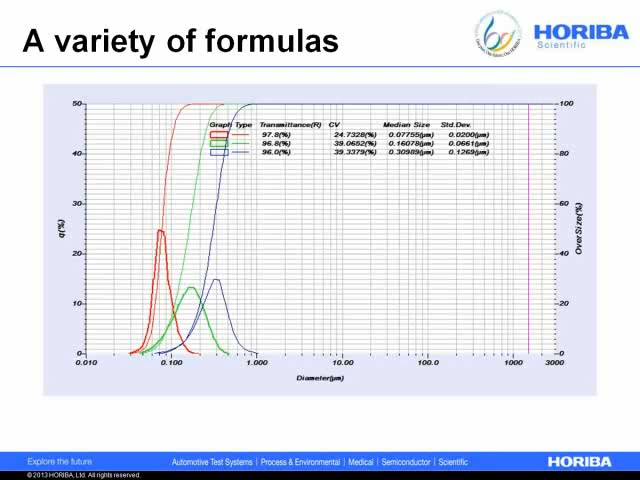 A variety of formulas
HORIBA
Scientific
50
40
30
20
10
0
q(%)
Graph Type Transmittance(R) CV Median Size Std.Dev.
97.8(%) 24.7328(%) 0.07755(µm) 0.0200(µm)
96.8(%) 39.0652(%) 0.16078(µm) 0.0661(µm)
96.0(%) 39.3379(%) 0.30989(µm) 0.1269(µm)
100
80
60
40
20
0
OverSize(%)
0.010 0.100 1.000 10.00 100.0 1000 3000
Diameter(µm)
Explore the future
Automotive Test Systems | Process & Environmental | Medical | Semiconductor | Scientific
HORIBA
© 2013 HORIBA, Ltd. All rights reserved.